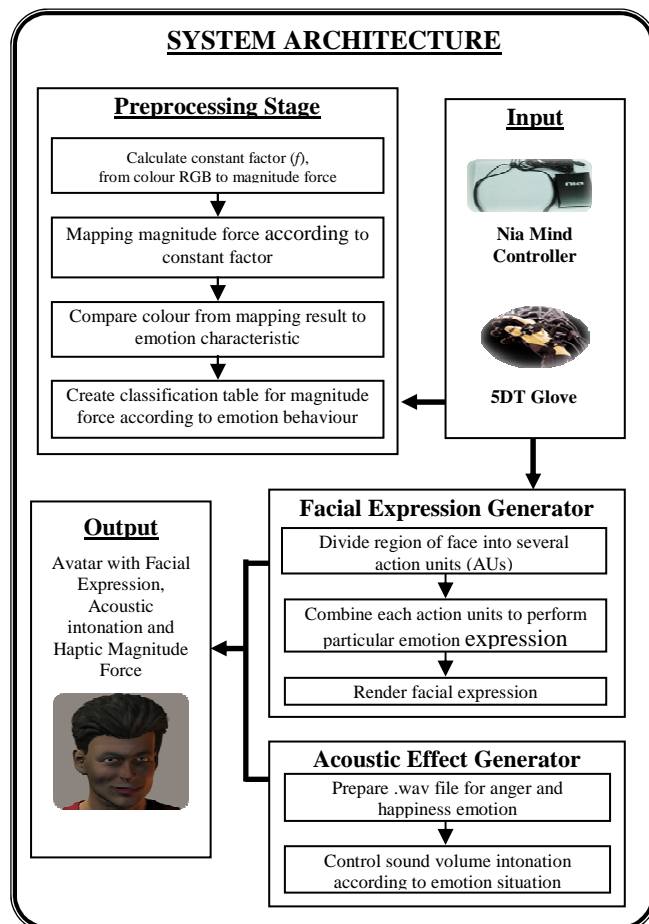 SYSTEM ARCHITECTURE
Preprocessing Stage
Calculate constant factor (f),
from colour RGB to magnitude force
Mapping magnitude force according to
constant factor
Compare colour from mapping result to
emotion characteristic
Create classification table for magnitude
force according to emotion behaviour
Input
Nia Mind
Controller
5DT Glove
Facial Expression Generator
Divide region of face into several
action units (AUs)
Combine each action units to perform
particular emotion expression
Render facial expression
Output
Avatar with Facial
Expression,
Acoustic
intonation and
Haptic Magnitude
Force
Acoustic Effect Generator
Prepare .wav file for anger and
happiness emotion
Control sound volume intonation
according to emotion situation